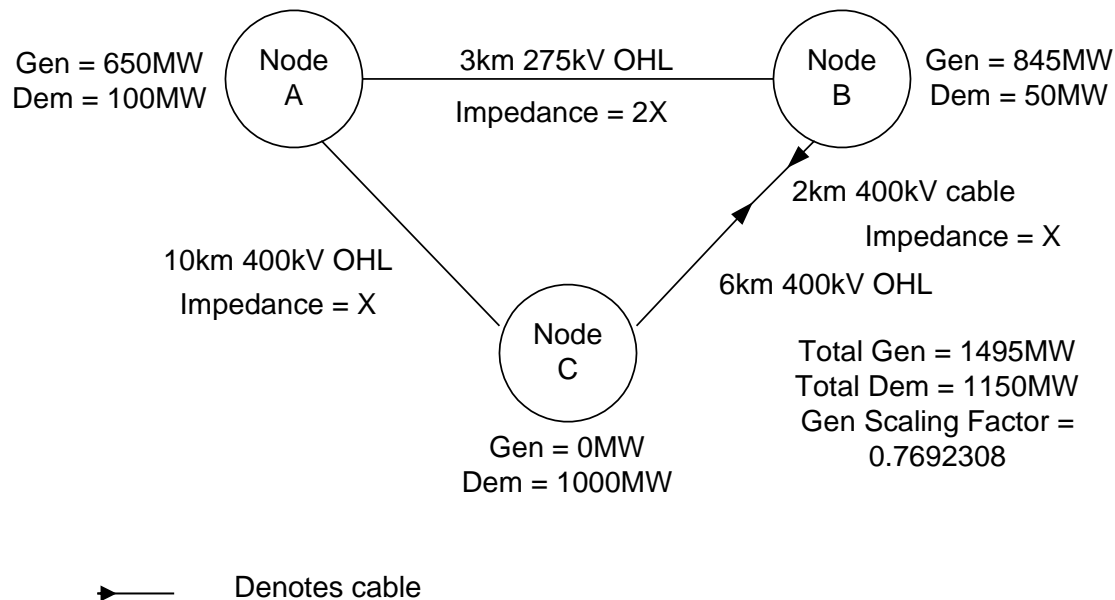 Gen = 650MW
Dem = 100MW
Node
A
3km 275kV OHL
Impedance = 2X
Node
B
Gen = 845MW
Dem = 50MW
2km 400kV cable
Impedance = X
10km 400kV OHL
Impedance = X
6km 400kV OHL
Node
C
Gen = 0MW
Dem = 1000MW
Total Gen = 1495MW
Total Dem = 1150MW
Gen Scaling Factor =
0.7692308
Denotes cable